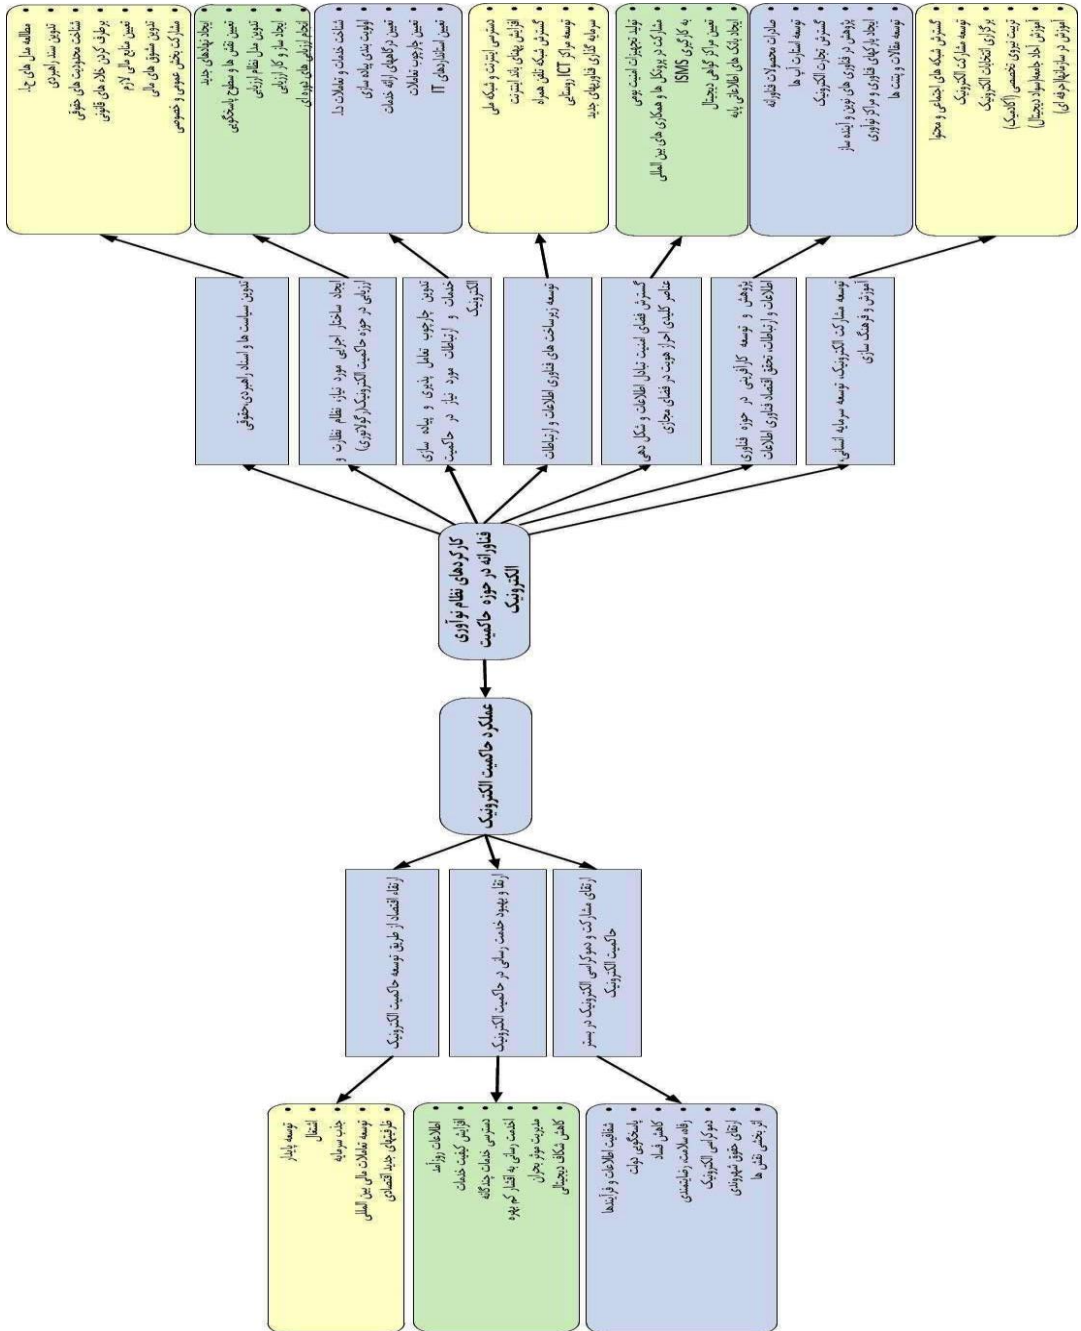 کارکردهای نظام نوآوری
فناورانه در حوزه حاکمیت
الکترونیک
تدوین سیاست ها و اسناد راهبردی،حقوقی
مطالعه مدل های
تدوین سند راهبردی
تدوین مشوق های مالی
تعیین منابع مالی لازم
برطرف کردن خلاء های قانونی
شناخت محدودیت های حقوقی
مشارکت بخش عمومی و خصوصی
ایجاد ساختار اجرایی مورد نیاز، نظام نظارت و
ارزیابی در حوزه حاکمیت الکترونیک(رگولاتوری)
ایجاد نهادهای جدید
تعیین نقش ها و سطوح پاسخگویی
تدوین مدل نظام ارزیابی
ایجاد ساز و کار ارزیابی
انجام ارزیابی های دوره ای
تدوین چارچوب تعامل پذیری و پیاده سازی
خدمات و ارتباطات مورد نیاز در حاکمیت
الکترونیک
شناخت خدمات و تعاملات
اولویت بندی پیاده سازی
تعیین درگاههای ارائه خدمات
تعیین چارچوب تعاملات
تعیین استانداردهای IT
توسعه زیرساخت های فناوری اطلاعات و ارتباطات
دسترسی اینترنت و شبکه ملی
افزایش پهنای باند اینترنت
گسترش شبکه تلفن همراه
توسعه مراکز ICT روستایی
سرمایه گذاری فناوریهای جدید
گسترش فضای امنیت تبادل اطلاعات و شکل دهی
عناصر کلیدی احراز هویت در فضای مجازی
تولید تجهیزات امنیت بومی
مشارکت در پروتکل ها و همکاری های بین المللی
به کارگیری ISMS
تعیین مراکز گواهی دیجیتال
ایجاد بانک های اطلاعاتی پایه
پژوهش و توسعه کارآفرینی در حوزه فناوری
اطلاعات و ارتباطات، تحقق اقتصاد فناوری اطلاعات
صادرات محصولات فناورانه
توسعه استارت آپ ها
گسترش تجارت الکترونیک
پژوهش در فناوری های نوین و آینده ساز
ایجاد پارکهای فناوری و مراکز نوآوری
توسعه مقالات و پتنت ها
توسعه مشارکت الکترونیک، توسعه سرمایه انسانی،
آموزش و فرهنگ سازی
گسترش شبکه های اجتماعی و محتوا
توسعه مشارکت الکترونیک
برگزاری انتخابات الکترونیک
تربیت نیروی تخصصی (آکادمیک)
آموزش آحاد جامعه(سواد دیجیتال)
آموزش در سازمانها(حرفه ای)
عملکرد حاکمیت الکترونیک
ارتقاء اقتصاد از طریق توسعه حاکمیت الکترونیک
توسعه پایدار
اشتغال
جذب سرمایه
توسعه تعاملات مالی بین المللی
ظرفیتهای جدید اقتصادی
ارتقا و بهبود خدمت رسانی در حاکمیت الکترونیک
اطلاعات روزآمد
افزایش کیفیت خدمات
دسترسی خدمات چندگانه
خدمت رسانی به اقشار کم بهره
مدیریت موثر بحران
کاهش شکاف دیجیتالی
ارتقای مشارکت و دموکراسی الکترونیک در بستر
حاکمیت الکترونیک
شفافیت اطلاعات و فرآیندها
پاسخگویی دولت
کاهش فساد
رفاه، سلامت، رضایتمندی
دموکراسی الکترونیک
ارتقای حقوق شهروندی
اثر بخشی نقش ها